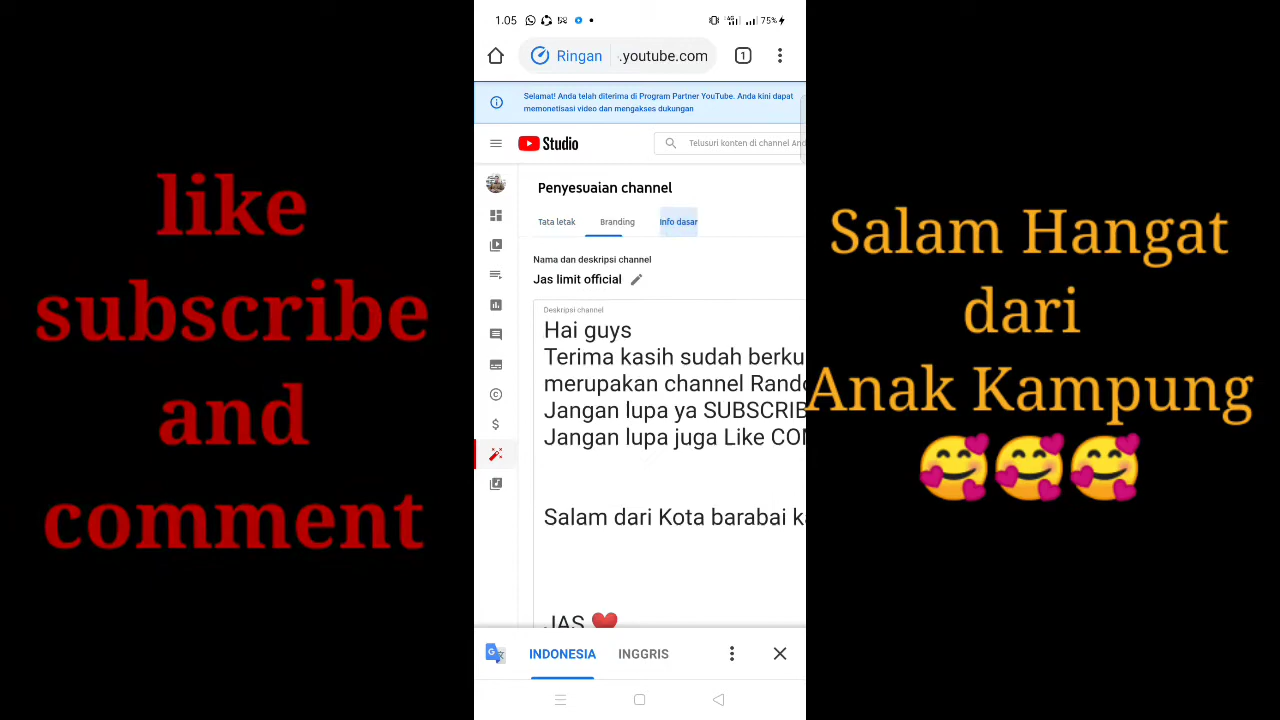 like
subscribe
and
comment
1.05
75%
Ringan
.youtube.com
1
Selamat! Anda telah diterima di Program Partner YouTube. Anda kini dapat
memonetisasi video dan mengakses dukungan
Studio
Telusuri konten di channel And
Penyesuaian channel
Tata letak
Branding
Info dasar
Nama dan deskripsi channel
Jas limit official
Deskripsi channel
Hai guys
Terima kasih sudah berku
merupakan channel Rando
Jangan lupa ya SUBSCRIB
Jangan lupa juga Like CO
Salam dari Kota barabai ka
JAS ❤️
INDONESIA
INGGRIS
Salam Hangat
dari
Anak Kampung
🥰🥰🥰